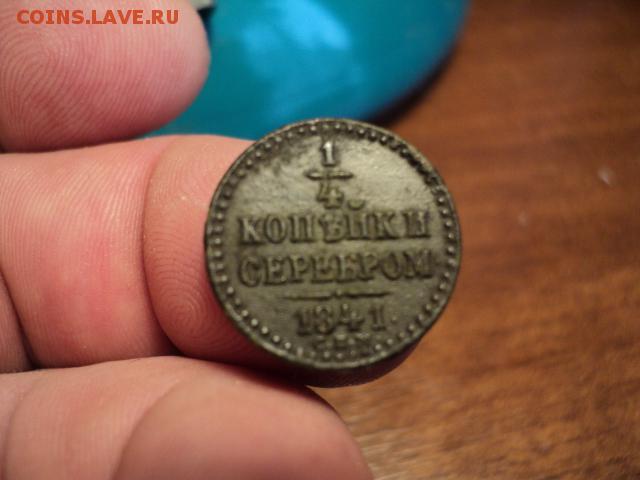 COINS.LAVE.RU
1
4.
КОПѢЙКИ
СЕРЕБРОМ
1841.